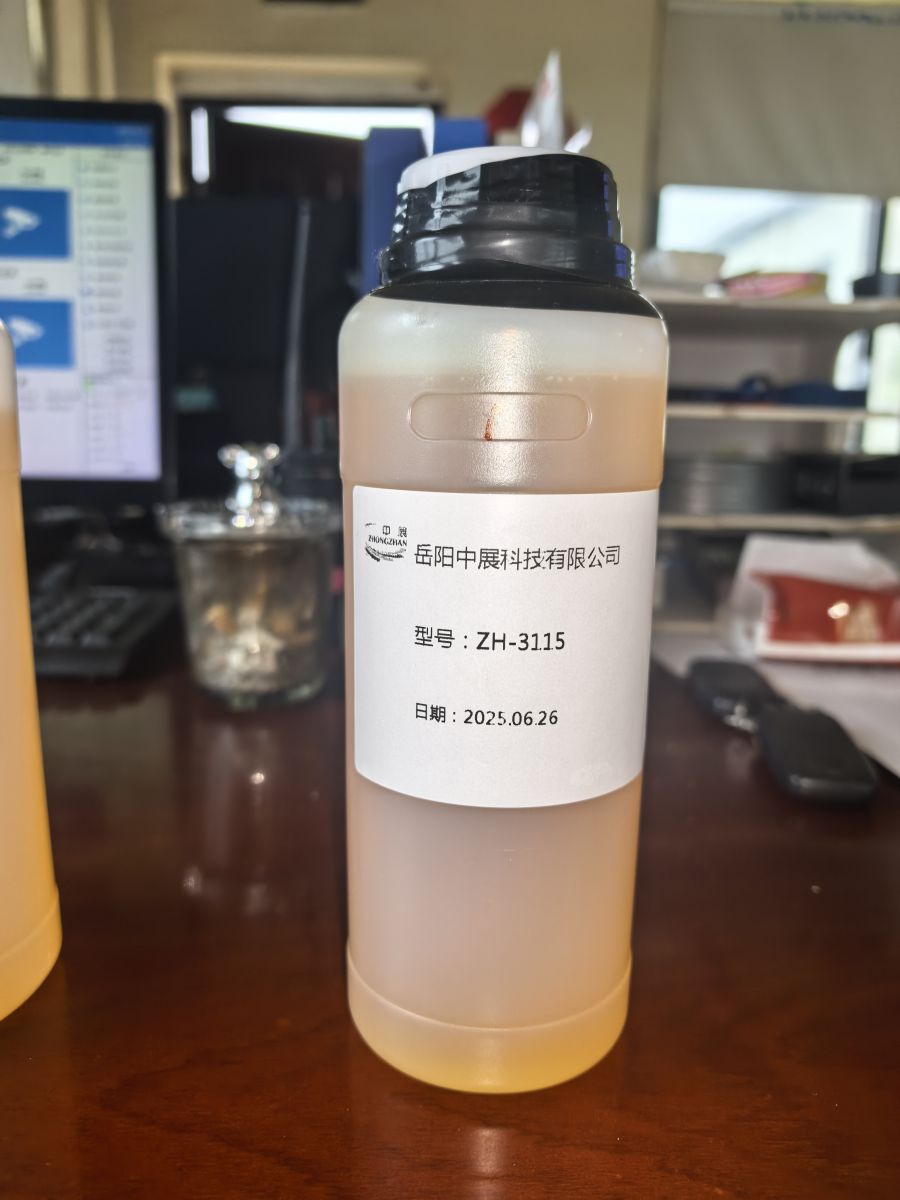 中展
ZHONGZHAN
岳阳中展科技有限公司
型号：ZH-3115
日期：2025.06.26